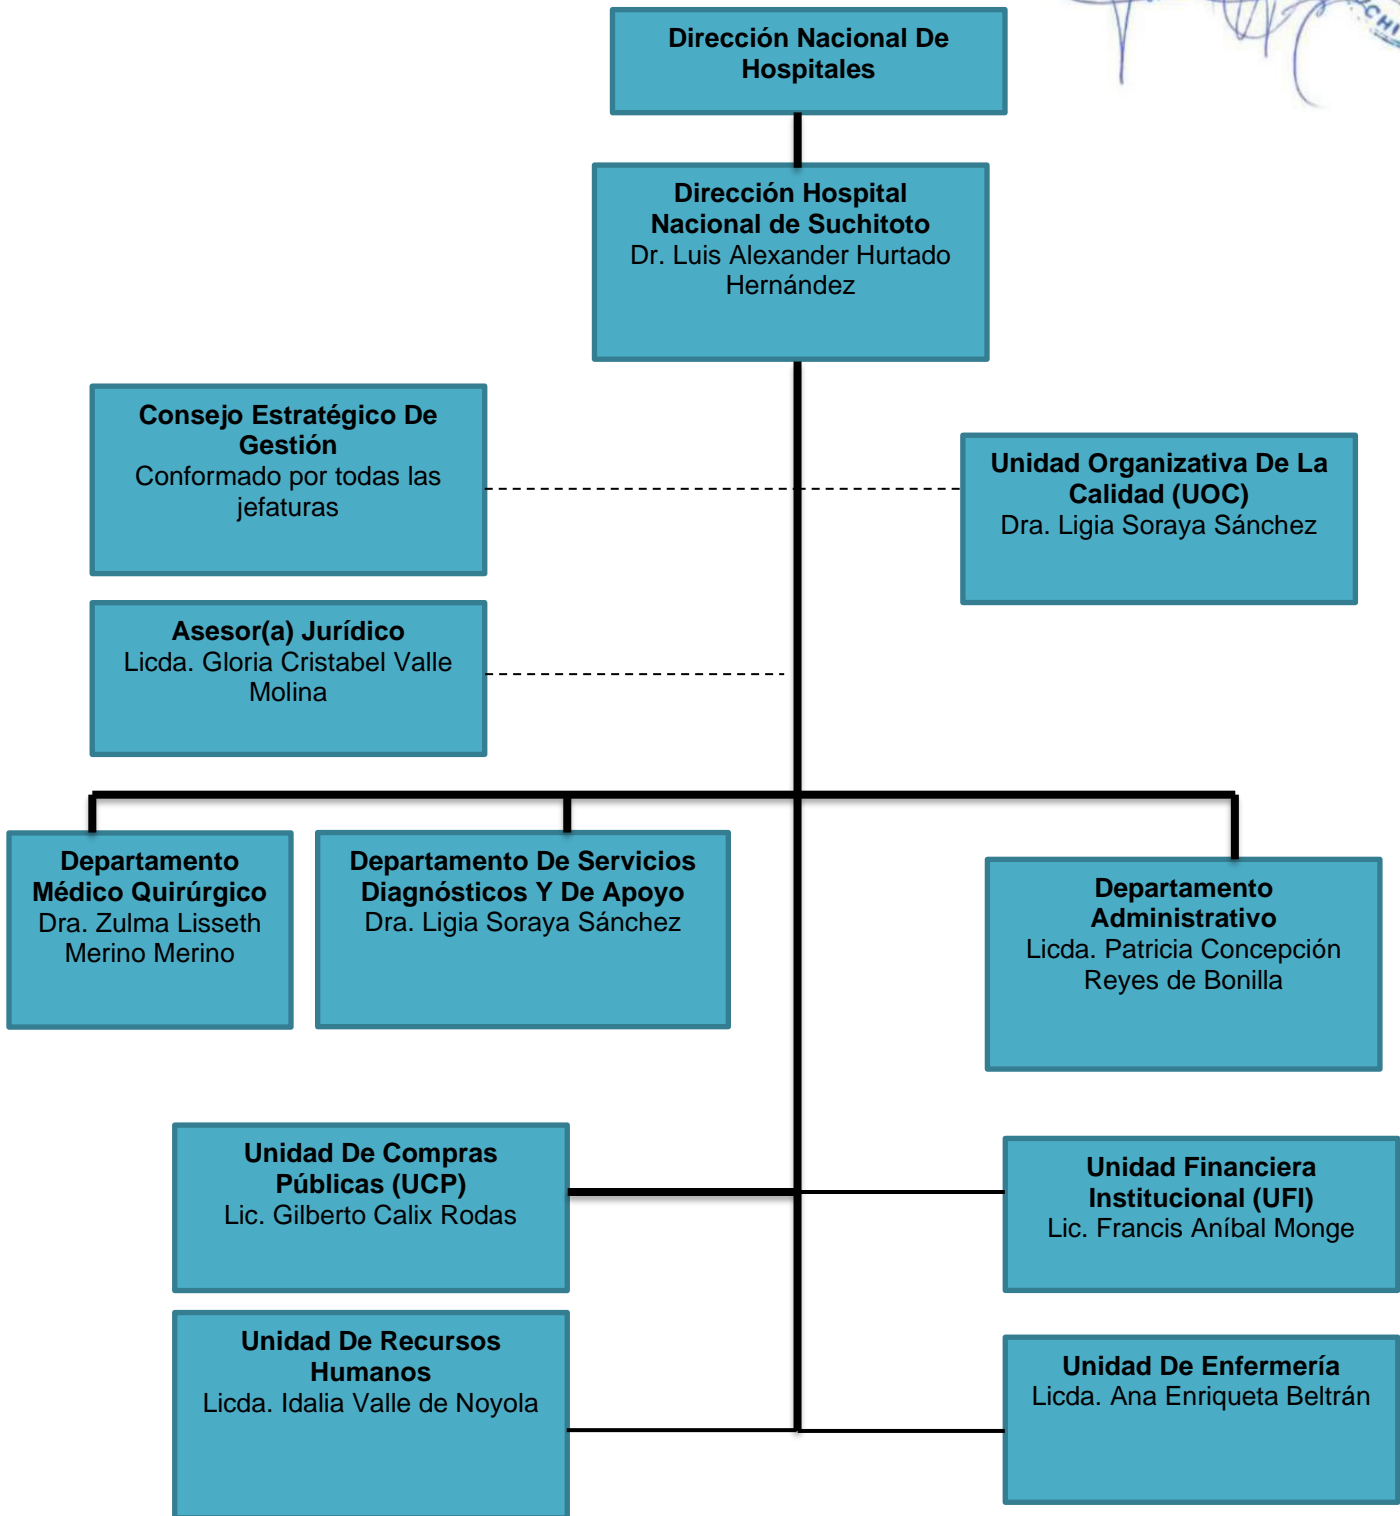 Dirección Nacional De
Hospitales
Dirección Hospital
Nacional de Suchitoto
Dr. Luis Alexander Hurtado
Hernández
Consejo Estratégico De
Gestión
Conformado por todas las
jefaturas
Unidad Organizativa De La
Calidad (UOC)
Dra. Ligia Soraya Sánchez
Asesor(a) Jurídico
Licda. Gloria Cristabel Valle
Molina
Departamento
Médico Quirúrgico
Dra. Zulma Lisseth
Merino Merino
Departamento De Servicios
Diagnósticos Y De Apoyo
Dra. Ligia Soraya Sánchez
Departamento
Administrativo
Licda. Patricia Concepción
Reyes de Bonilla
Unidad De Compras
Públicas (UCP)
Lic. Gilberto Calix Rodas
Unidad Financiera
Institucional (UFI)
Lic. Francis Aníbal Monge
Unidad De Recursos
Humanos
Licda. Idalia Valle de Noyola
Unidad De Enfermería
Licda. Ana Enriqueta Beltrán